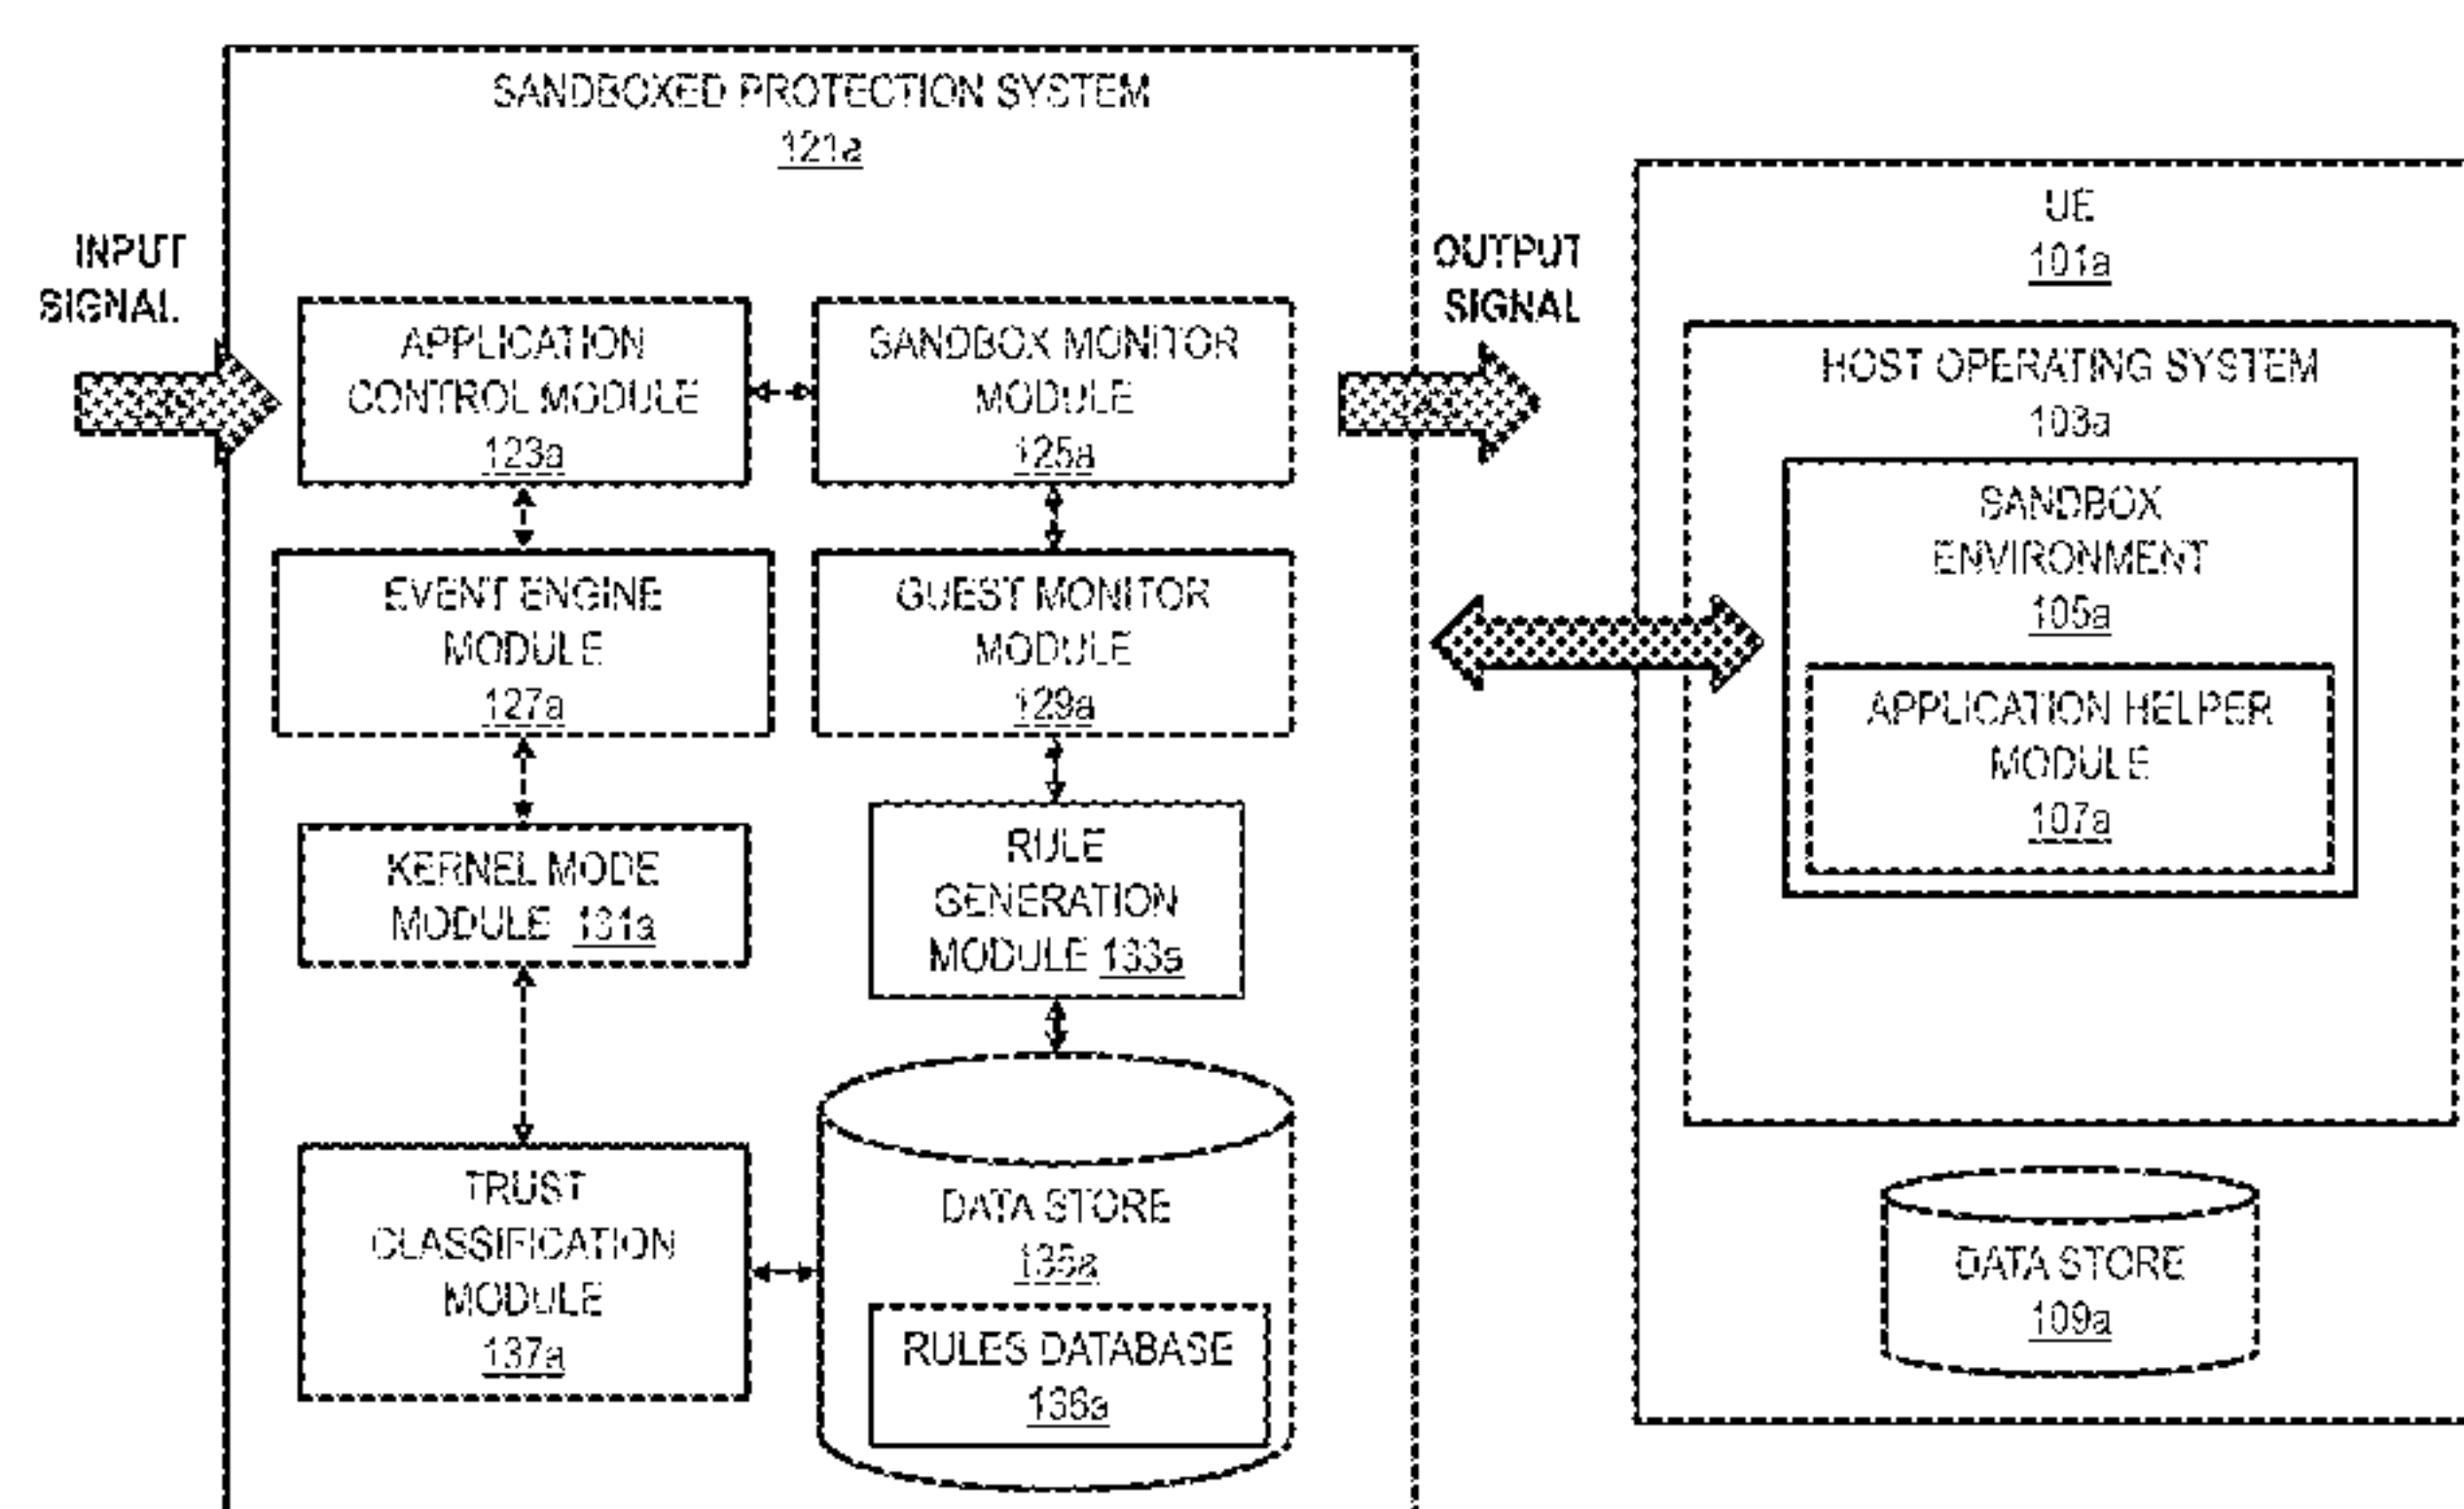 SANDBOXED PROTECTION SYSTEM
121a
INPUT
SIGNAL
APPLICATION
CONTROL MODULE
123a
SANDBOX MONITOR
MODULE
125a
EVENT ENGINE
MODULE
127a
GUEST MONITOR
MODULE
129a
KERNEL MODE
MODULE 131a
RULE
GENERATION
MODULE 133a
TRUST
CLASSIFICATION
MODULE
137a
DATA STORE
135a
RULES DATABASE
136a
OUTPUT
SIGNAL
UE
101a
HOST OPERATING SYSTEM
103a
SANDBOX
ENVIRONMENT
105a
APPLICATION HELPER
MODULE
107a
DATA STORE
109a